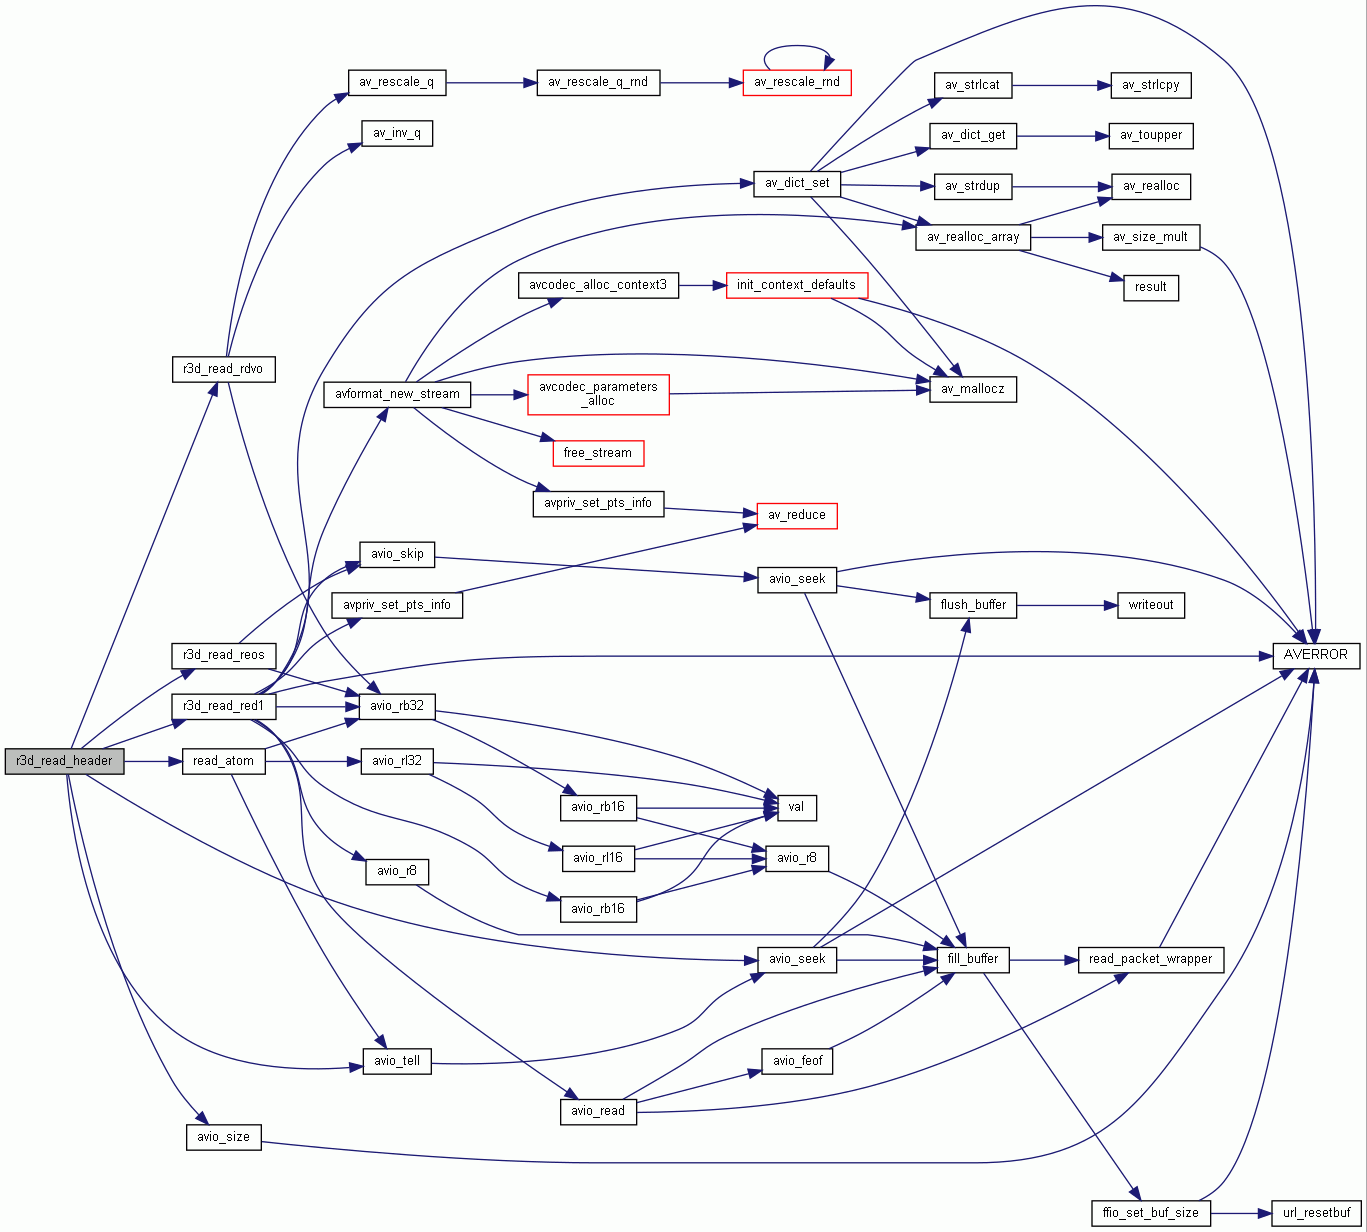 av_rescale_q
av_rescale_q_rnd
av_rescale_rnd
av_strlcat
av_strlcpy
av_inv_q
av_dict_get
av_toupper
av_dict_set
av_strdup
av_realloc
av_realloc_array
av_size_mult
avcodec_alloc_context3
init_context_defaults
result
r3d_read_rdvo
avformat_new_stream
avcodec_parameters
_alloc
av_mallocz
free_stream
avpriv_set_pts_info
av_reduce
avio_skip
avio_seek
avpriv_set_pts_info
flush_buffer
writeout
r3d_read_reos
AVERROR
r3d_read_red1
avio_rb32
r3d_read_header
read_atom
avio_rl32
avio_rb16
val
avio_rl16
avio_r8
avio_r8
avio_rb16
avio_seek
fill_buffer
read_packet_wrapper
avio_tell
avio_feof
avio_read
avio_size
ffio_set_buf_size
url_resetbuf